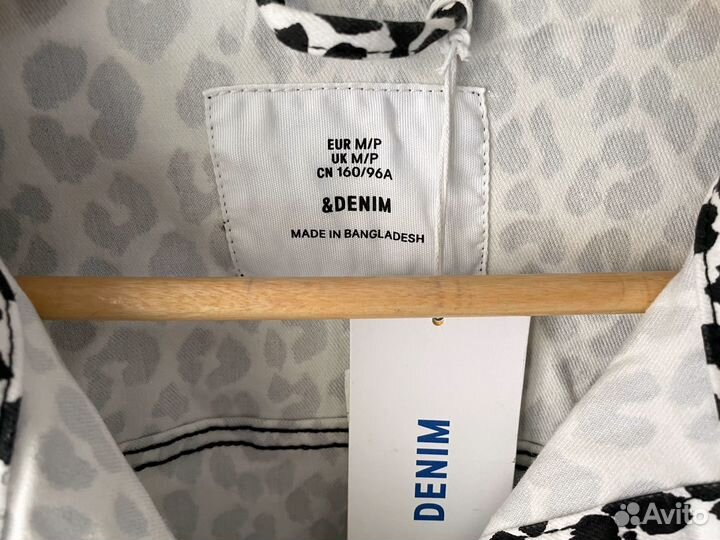 EUR M/P
UK M/P
CN 160/96A
&DENIM
MADE IN BANGLADESH
DENIM
Avito